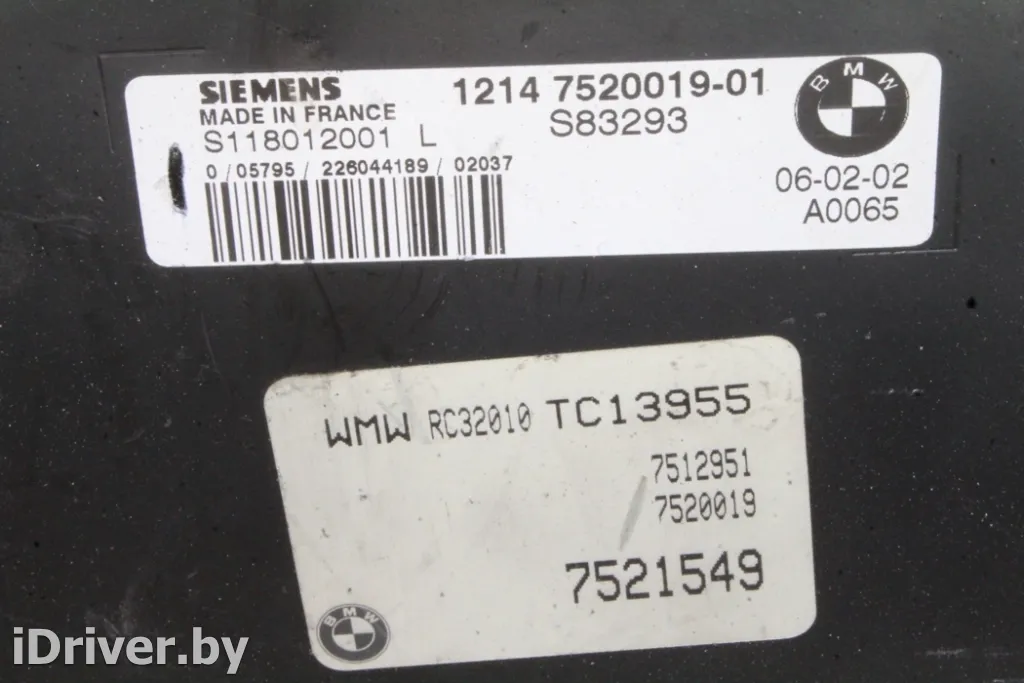 SIEMENS
MADE IN FRANCE
S118012001 L
0/05795/226044189/02037
1214 7520019-01
S83293
BMW
06-02-02
A0065
WMW RC32010 TC13955
7512951
7520019
7521549
BMW
iDriver.by